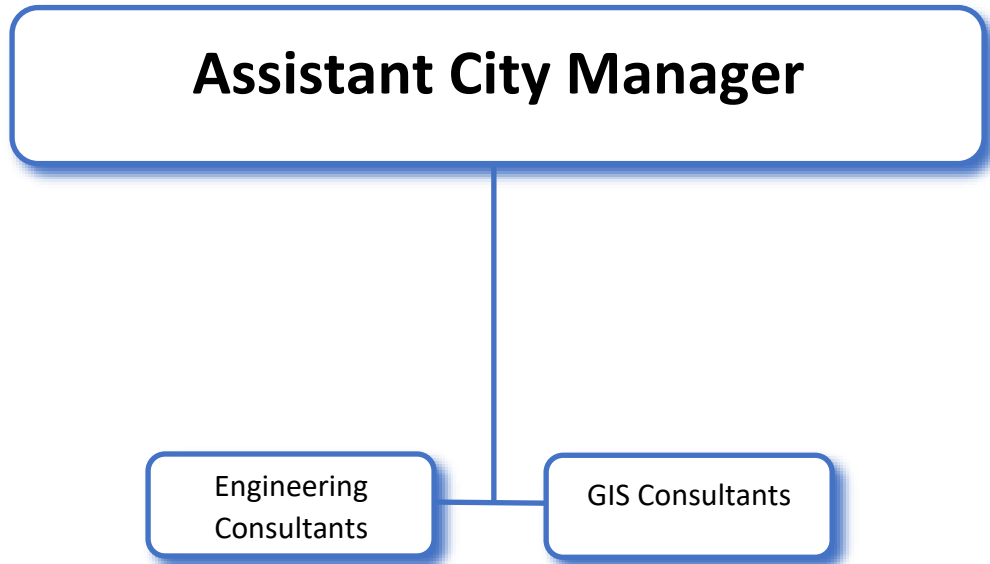 Assistant City Manager
Engineering
Consultants
GIS Consultants